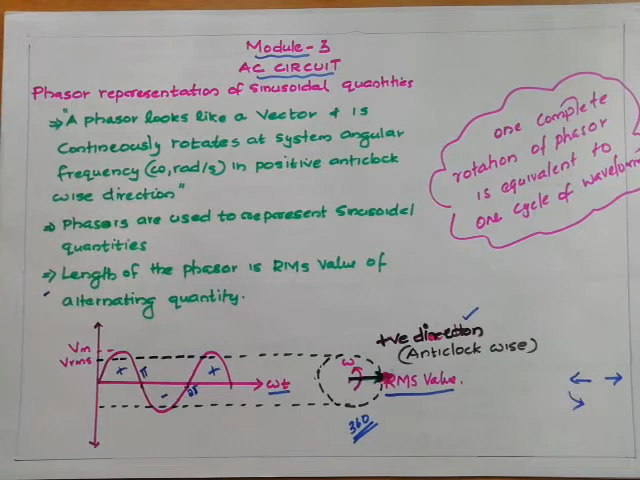 Module-3
AC CIRCUIT
Phasor reporesentation of sinusoidal quantities
⇒ "A phasor looks like a Vector & is
Contineously rotates at system angular
frequency (ω, rad/s) in positive anticlock
wise direction"
⇒ Phasors are used to represent Sinusoidal
quantities
⇒ Length of the phasor is RMS Value of
alternating quantity.
one complete
rotation of phasor
is equivalent to
one cycle of waveform
Vm
Vrms
+ π - 2π +
ωt
+ve direction
(Anticlock wise)
ω
RMS Value.
360